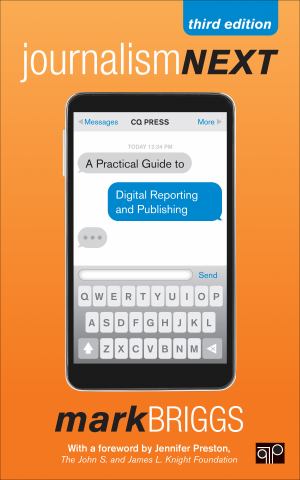 third edition
journalismNEXT
Messages CQ PRESS More
TODAY 12:34 PM
A Practical Guide to
Digital Reporting
and Publishing
Send
Q W E R T Y U I O P
A S D F G H J K L
Z X C V B N M
markBRIGGS
With a foreword by Jennifer Preston,
The John S. and James L. Knight Foundation